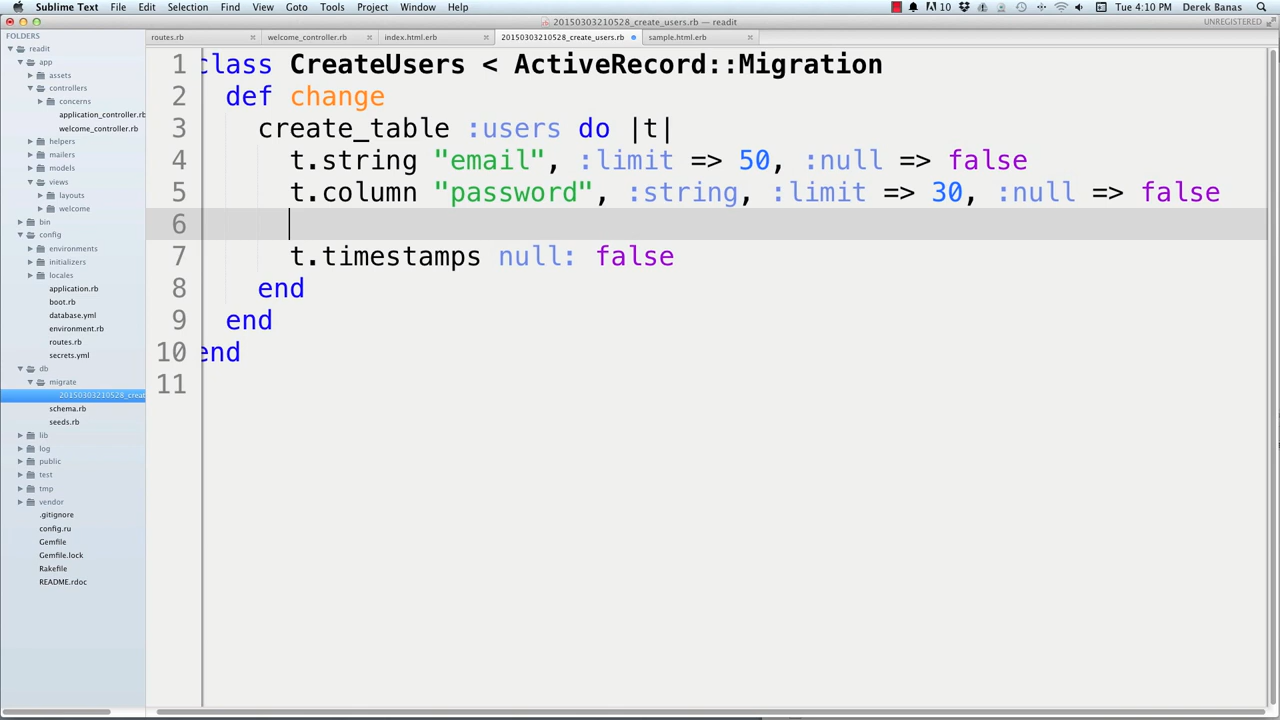 Sublime Text File Edit Selection Find View Goto Tools Project Window Help 10 Tue 4:10 PM Derek Banas
20150303210528_create_users.rb — readit UNREGISTERED
FOLDERS
readit
app
assets
controllers
concerns
application_controller.rb
welcome_controller.rb
helpers
mailers
models
views
layouts
welcome
bin
config
environments
initializers
locales
application.rb
boot.rb
database.yml
environment.rb
routes.rb
secrets.yml
db
migrate
20150303210528_creat
schema.rb
seeds.rb
lib
log
public
test
tmp
vendor
.gitignore
config.ru
Gemfile
Gemfile.lock
Rakefile
README.rdoc
routes.rb welcome_controller.rb index.html.erb 20150303210528_create_users.rb sample.html.erb
1 class CreateUsers < ActiveRecord::Migration
2 def change
3 create_table :users do |t|
4 t.string "email", :limit => 50, :null => false
5 t.column "password", :string, :limit => 30, :null => false
6
7 t.timestamps null: false
8 end
9 end
10 end
11